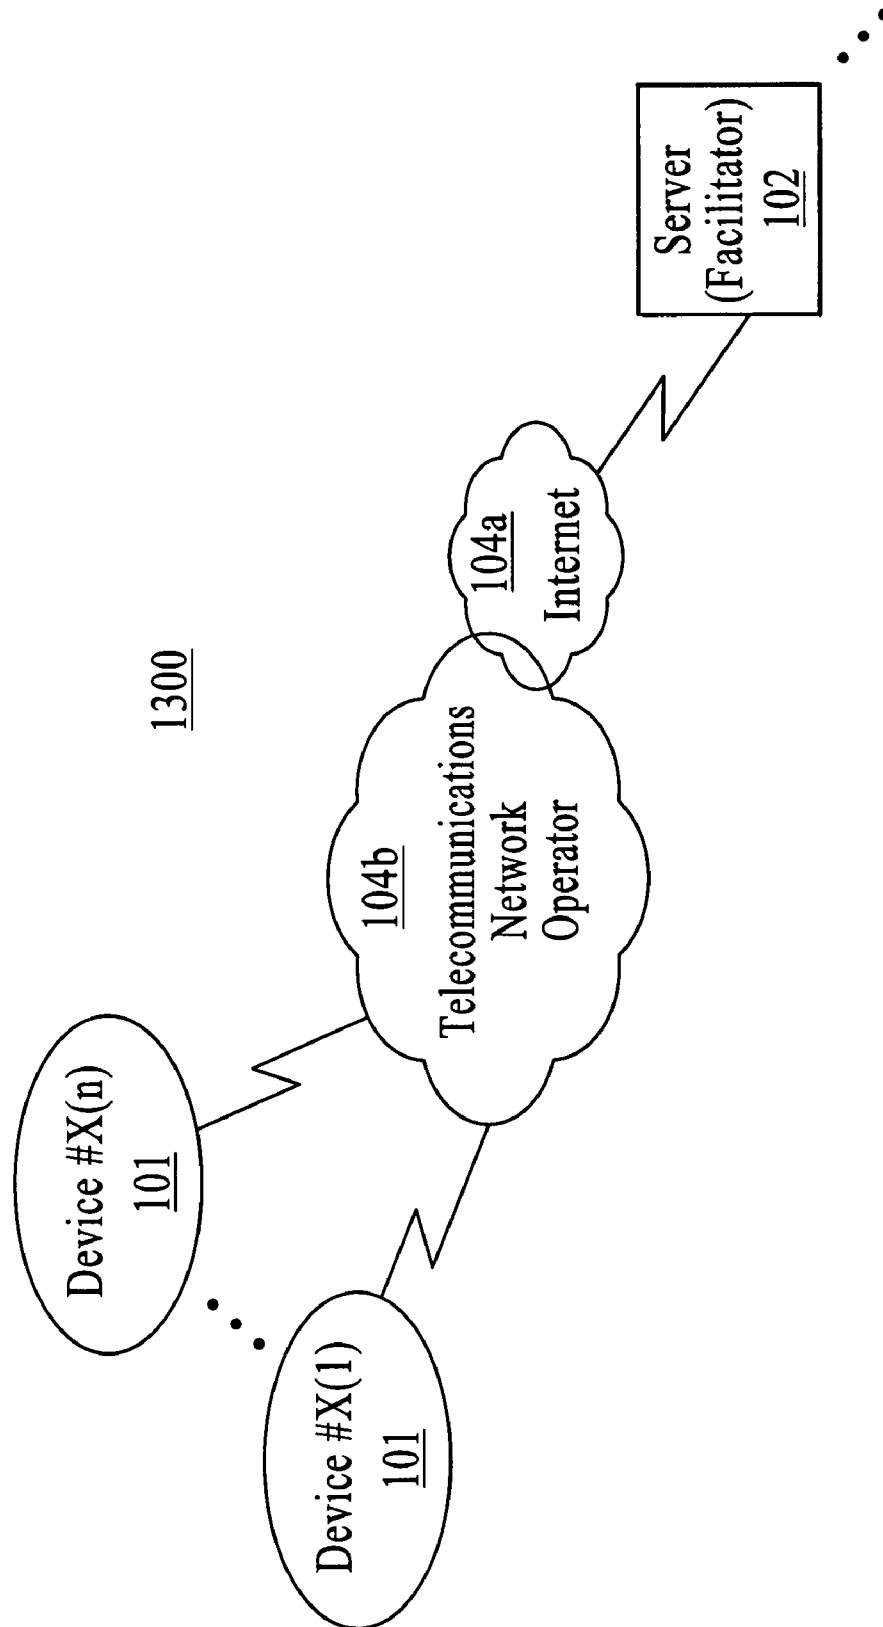 1300
Device #X(n)
101
Device #X(1)
101
104b
Telecommunications
Network
Operator
104a
Internet
Server
(Facilitator)
102